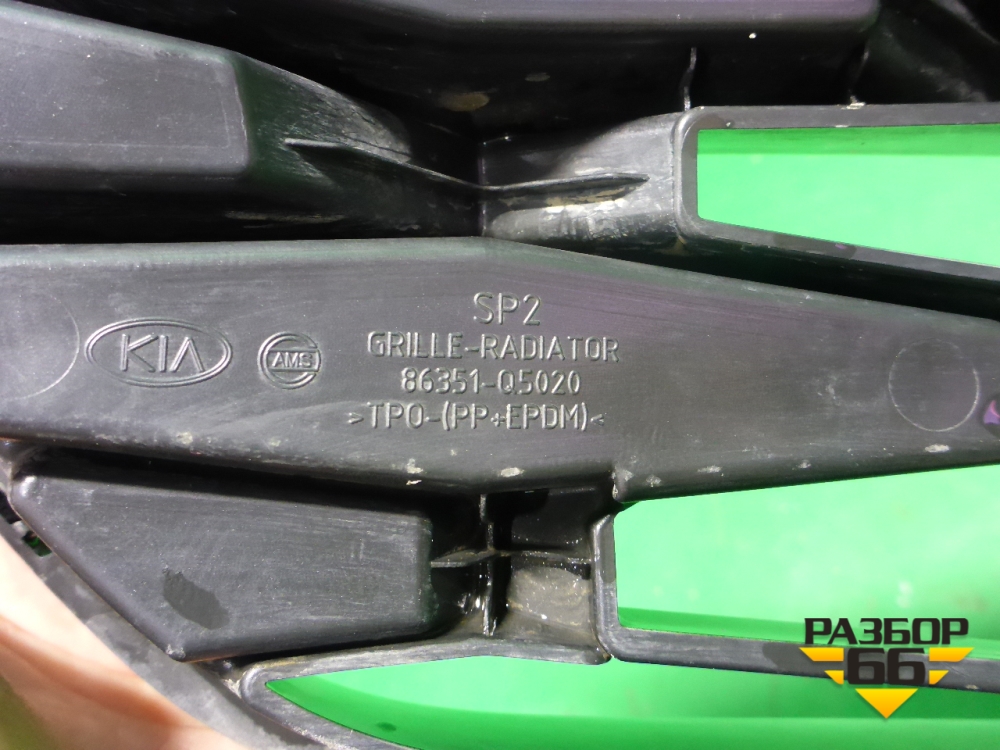 SP2
KIA AMS GRILLE-RADIATOR
86351-Q5020
>TPO-(PP+EPDM)<
РАЗБОР
66